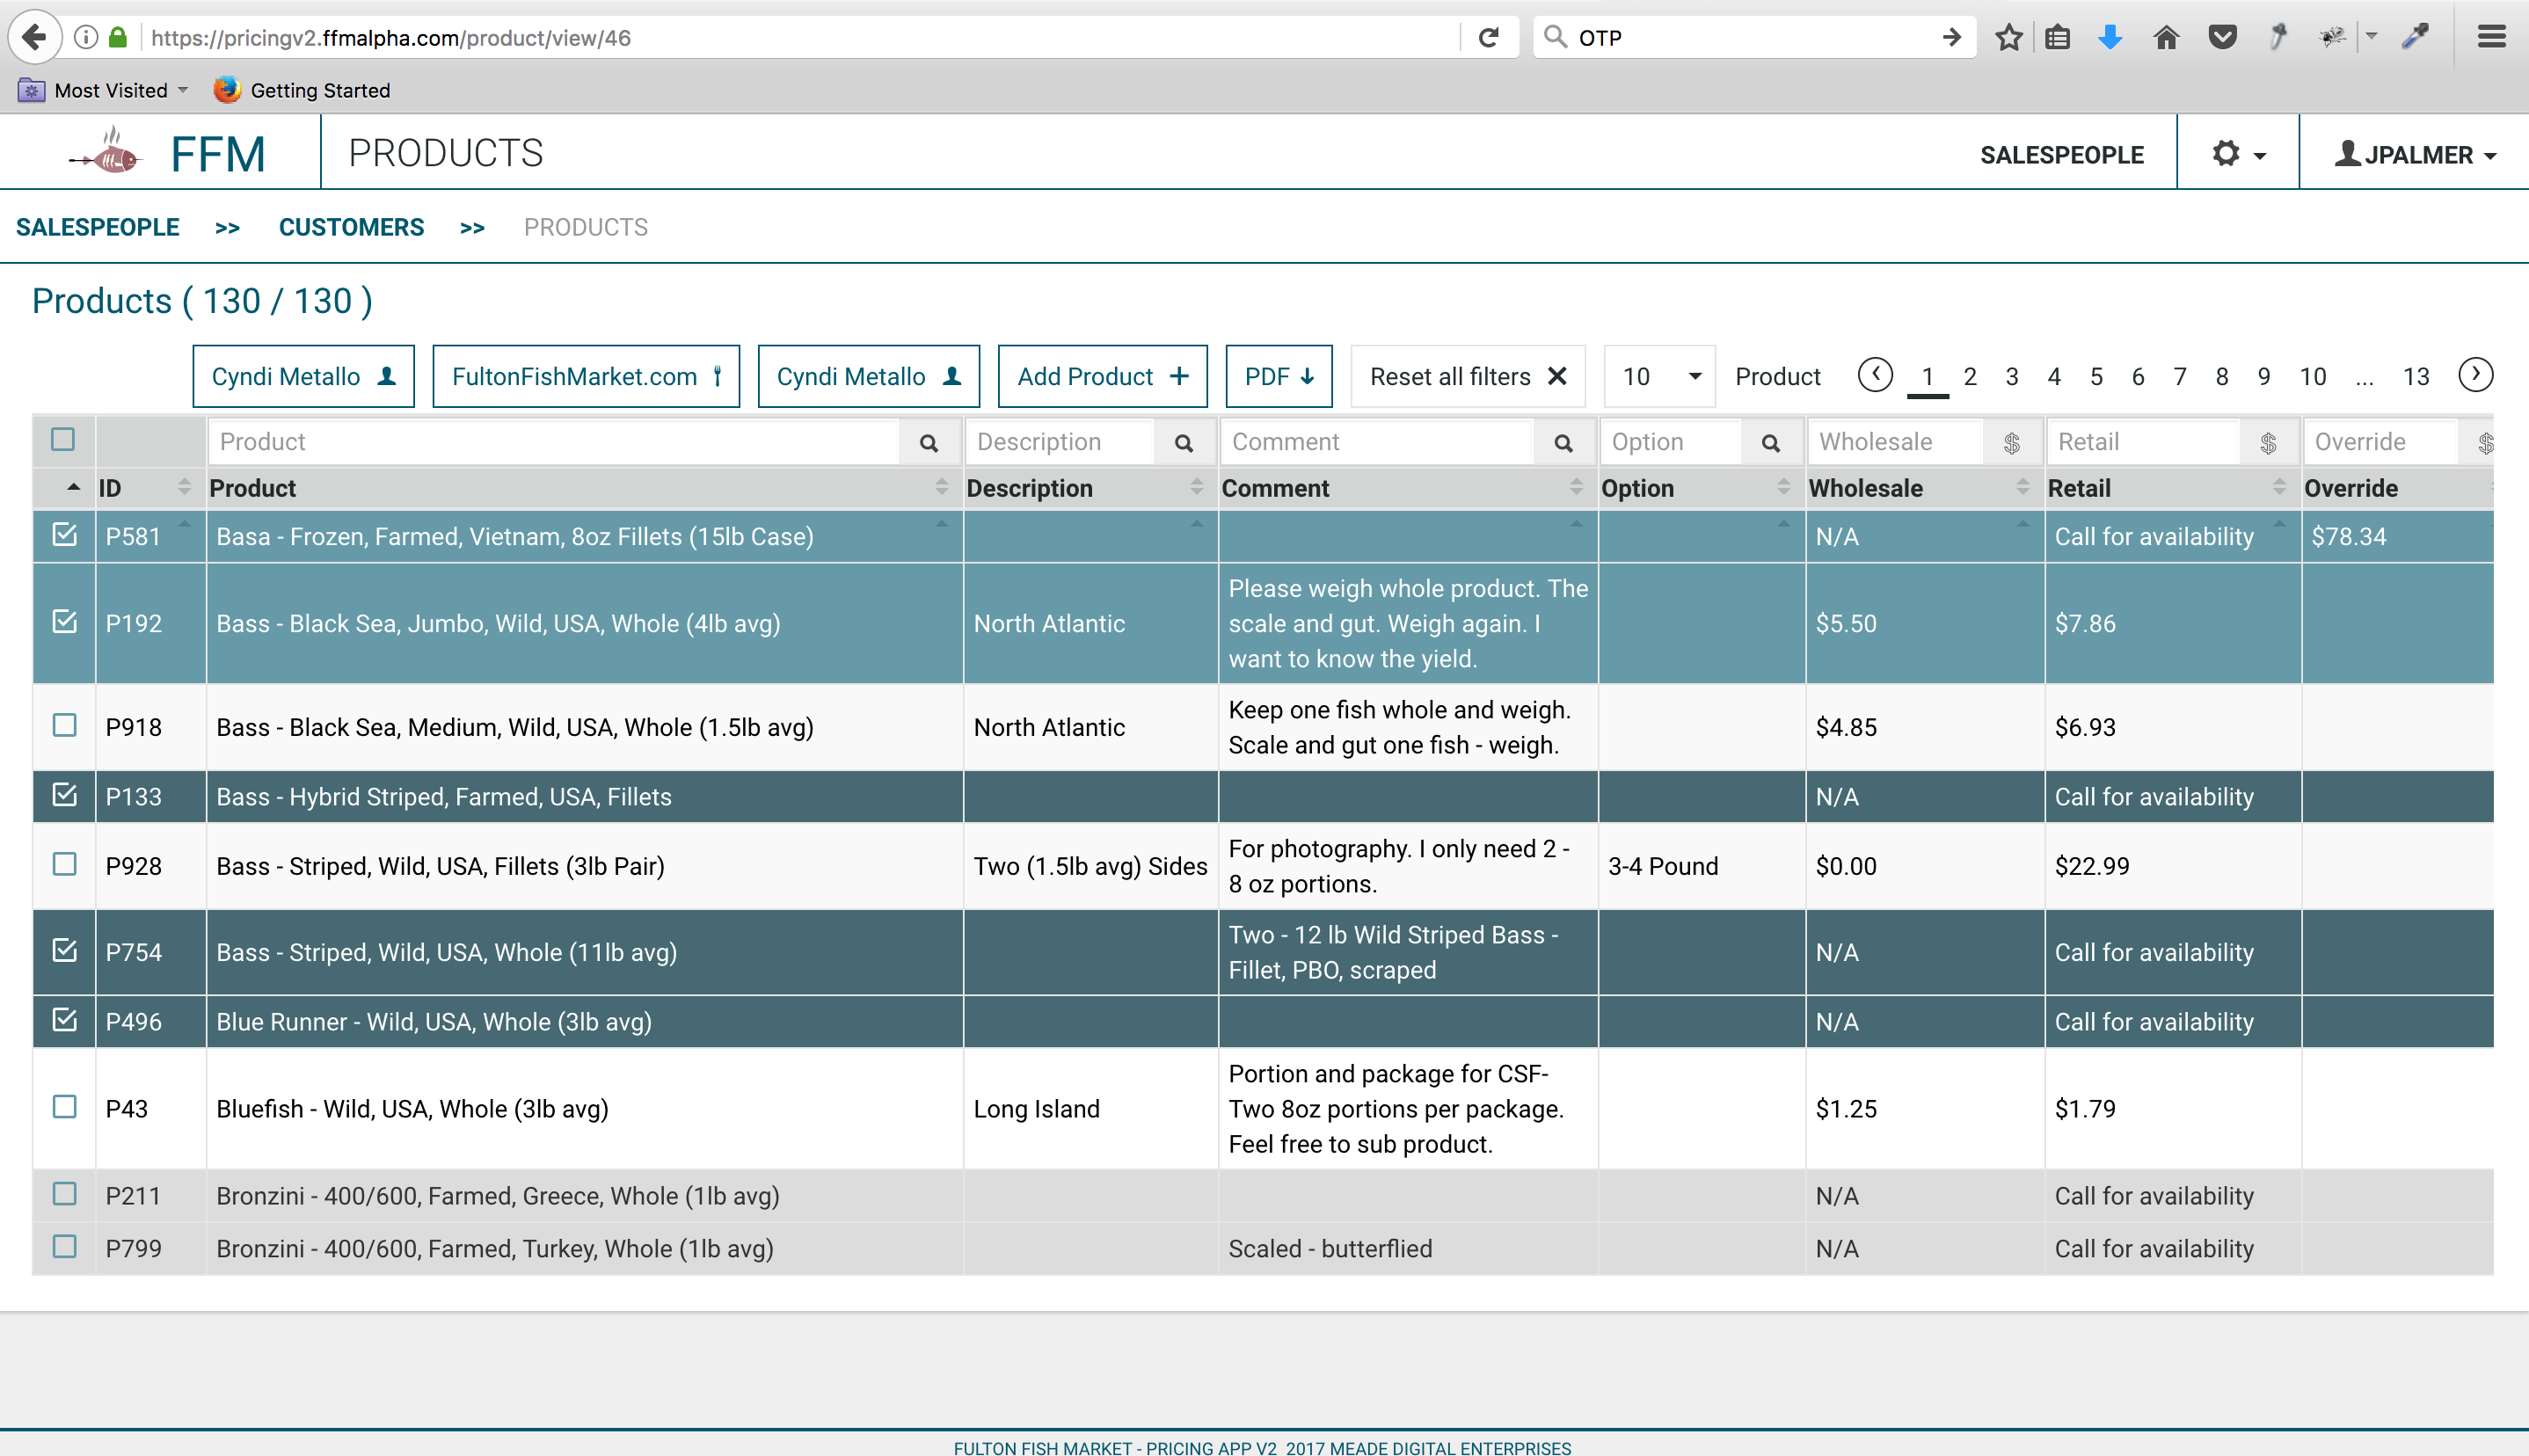 https://pricingv2.ffmalpha.com/product/view/46
OTP
Most Visited
Getting Started
FFM
PRODUCTS
SALESPEOPLE
JPALMER
SALESPEOPLE >> CUSTOMERS >> PRODUCTS
Products ( 130 / 130 )
Cyndi Metallo
FultonFishMarket.com
Cyndi Metallo
Add Product +
PDF
Reset all filters
10
Product
1 2 3 4 5 6 7 8 9 10 ... 13
Product Description Comment Option Wholesale $ Retail $ Override $
ID Product Description Comment Option Wholesale Retail Override
P581 Basa - Frozen, Farmed, Vietnam, 8oz Fillets (15lb Case) N/A Call for availability $78.34
P192 Bass - Black Sea, Jumbo, Wild, USA, Whole (4lb avg) North Atlantic
Please weigh whole product. The
scale and gut. Weigh again. I
want to know the yield.
$5.50 $7.86
P918 Bass - Black Sea, Medium, Wild, USA, Whole (1.5lb avg) North Atlantic
Keep one fish whole and weigh.
Scale and gut one fish - weigh.
$4.85 $6.93
P133 Bass - Hybrid Striped, Farmed, USA, Fillets N/A Call for availability
P928 Bass - Striped, Wild, USA, Fillets (3lb Pair) Two (1.5lb avg) Sides
For photography. I only need 2 -
8 oz portions.
3-4 Pound $0.00 $22.99
P754 Bass - Striped, Wild, USA, Whole (11lb avg)
Two - 12 lb Wild Striped Bass -
Fillet, PBO, scraped
N/A Call for availability
P496 Blue Runner - Wild, USA, Whole (3lb avg) N/A Call for availability
P43 Bluefish - Wild, USA, Whole (3lb avg) Long Island
Portion and package for CSF-
Two 8oz portions per package.
Feel free to sub product.
$1.25 $1.79
P211 Bronzini - 400/600, Farmed, Greece, Whole (1lb avg) N/A Call for availability
P799 Bronzini - 400/600, Farmed, Turkey, Whole (1lb avg) Scaled - butterflied N/A Call for availability
FULTON FISH MARKET - PRICING APP V2 2017 MEADE DIGITAL ENTERPRISES